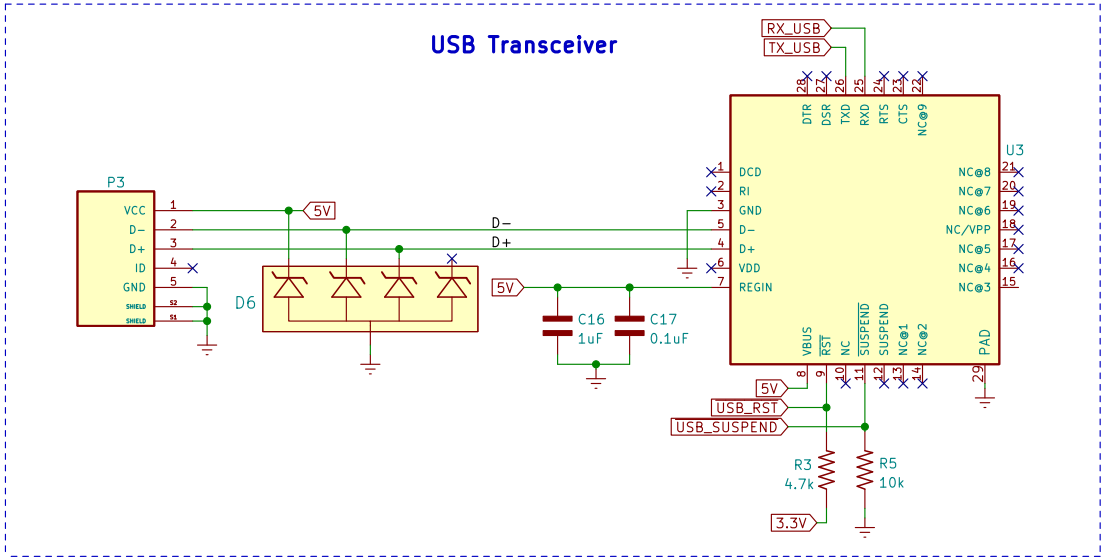 USB Transceiver
RX_USB
TX_USB
28 27 26 25 24 23 22
DTR DSR TXD RXD RTS CTS NC@9
U3
1 DCD
2 RI
3 GND
5 D-
4 D+
6 VDD
7 REGIN
NC@8 21
NC@7 20
NC@6 19
NC/VPP 18
NC@5 17
NC@4 16
NC@3 15
P3
VCC 1
D- 2
D+ 3
ID 4
GND 5
SHIELD S2
SHIELD S1
5V
D-
D+
D6
5V
C16
1uF
C17
0.1uF
VBUS RST NC SUSPEND SUSPEND NC@1 NC@2 PAD
8 9 10 11 12 13 14 29
5V
USB_RST
USB_SUSPEND
R3
4.7k
R5
10k
3.3V